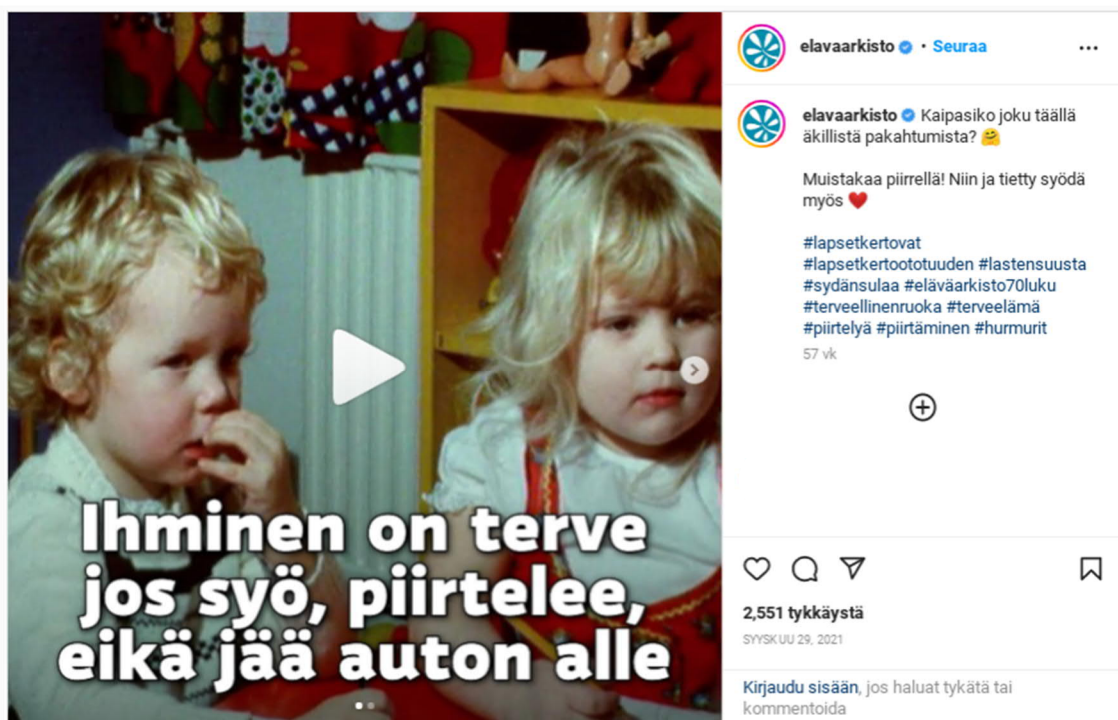 Ihminen on terve
jos syö, piirtelee,
eikä jää auton alle
elavaarkisto • Seuraa
elavaarkisto Kaipasiko joku täällä
äkillistä pakahtumista? 🤗
Muistakaa piirrellä! Niin ja tietty syödä
myös ❤️
#lapsetkertovat
#lapsetkertoototuuden #lastensuusta
#sydänsulaa #eläväarkisto70luku
#terveellinenruoka #terveelämä
#piirtelyä #piirtäminen #hurmurit
57 vk
2,551 tykkäystä
SYYSKUU 29, 2021
Kirjaudu sisään, jos haluat tykätä tai
kommentoida